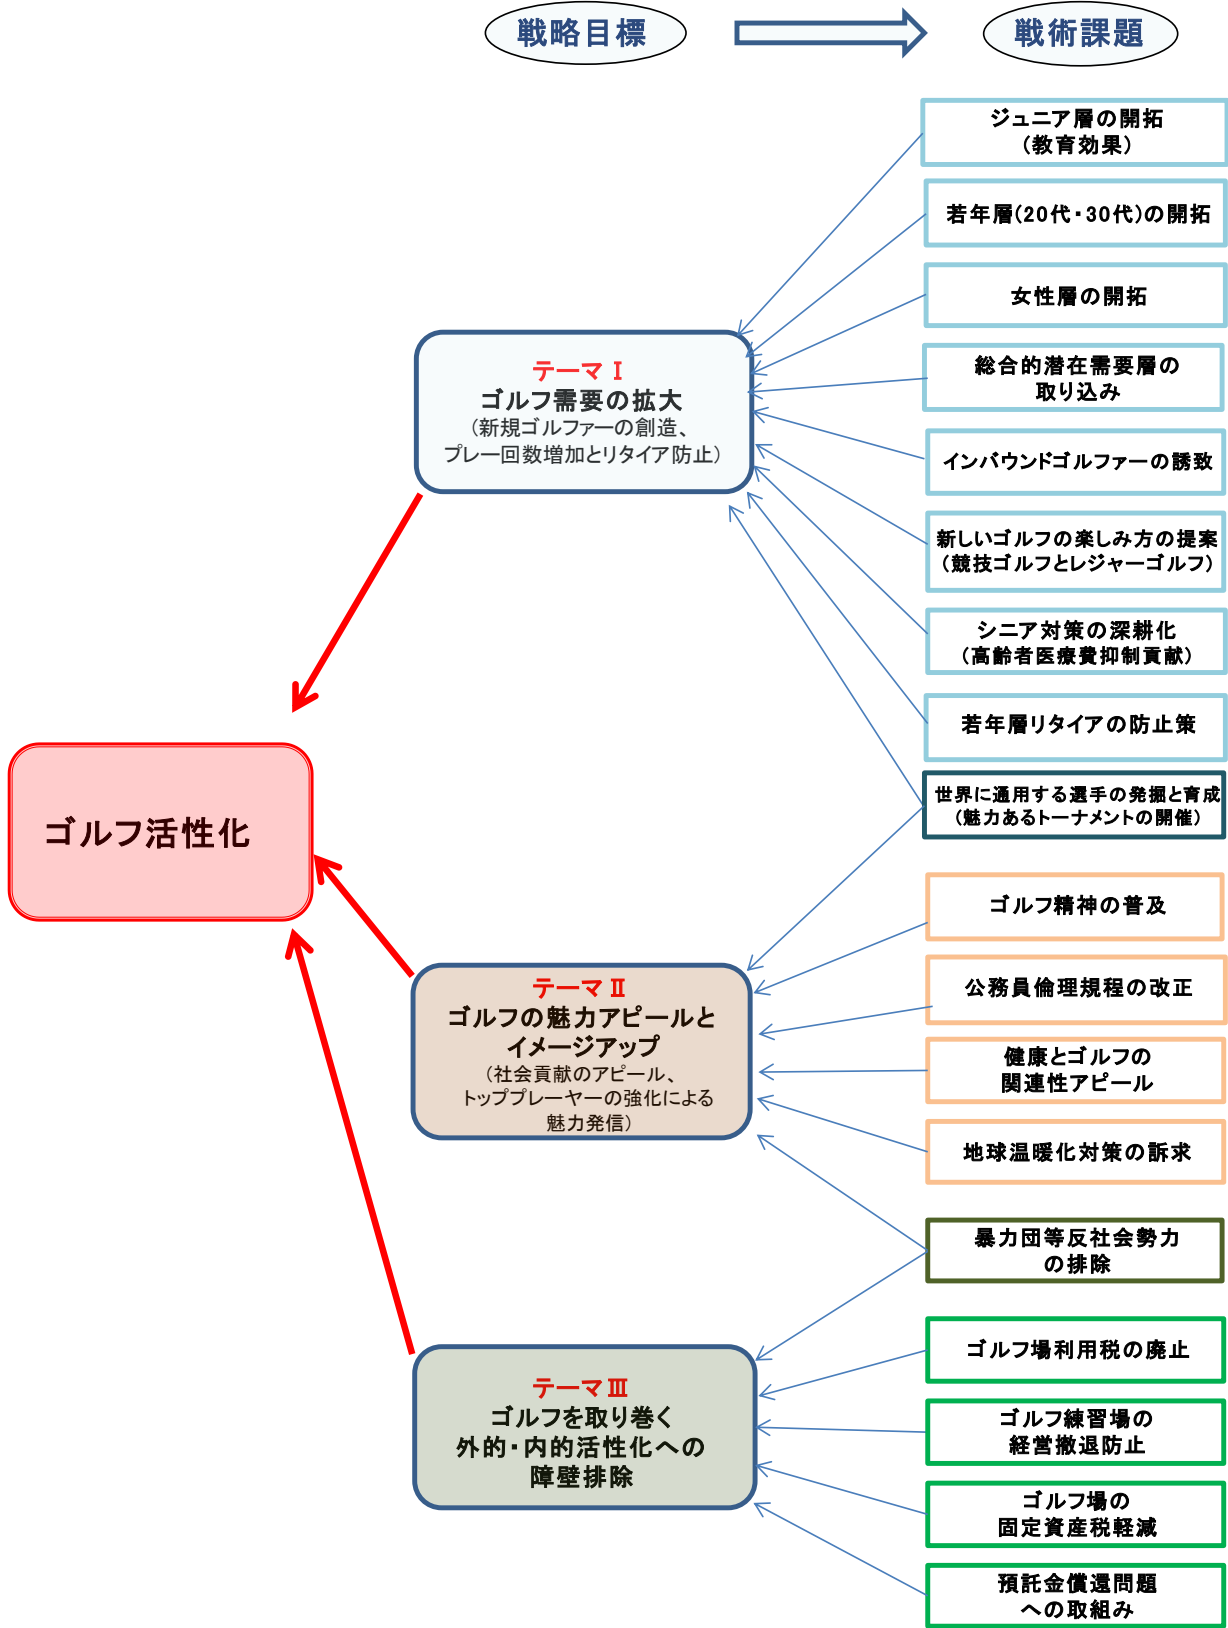 戦略目標
戦術課題
ジュニア層の開拓
(教育効果)
若年層(20代・30代)の開拓
女性層の開拓
総合的潜在需要層の
取り込み
インバウンドゴルファーの誘致
新しいゴルフの楽しみ方の提案
(競技ゴルフとレジャーゴルフ)
シニア対策の深耕化
(高齢者医療費抑制貢献)
若年層リタイアの防止策
世界に通用する選手の発掘と育成
(魅力あるトーナメントの開催)
ゴルフ精神の普及
公務員倫理規程の改正
健康とゴルフの
関連性アピール
地球温暖化対策の訴求
暴力団等反社会勢力
の排除
ゴルフ場利用税の廃止
ゴルフ練習場の
経営撤退防止
ゴルフ場の
固定資産税軽減
預託金償還問題
への取組み
テーマⅠ
ゴルフ需要の拡大
(新規ゴルファーの創造、
プレー回数増加とリタイア防止)
テーマⅡ
ゴルフの魅力アピールと
イメージアップ
(社会貢献のアピール、
トッププレーヤーの強化による
魅力発信)
テーマⅢ
ゴルフを取り巻く
外的・内的活性化への
障壁排除
ゴルフ活性化